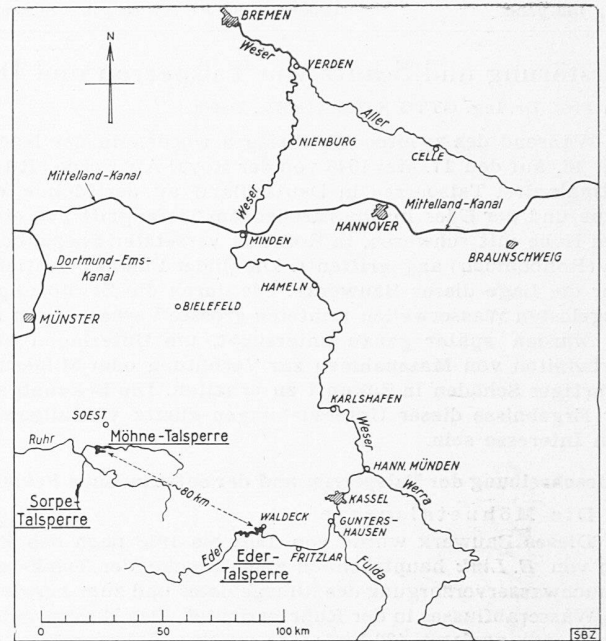 BREMEN
N
Weser
VERDEN
Aller
NIENBURG
CELLE
Mittelland-Kanal
Weser
Mittelland-Kanal
HANNOVER
MINDEN
BRAUNSCHWEIG
Dortmund-Ems-
Kanal
HAMELN
BIELEFELD
MÜNSTER
KARLSHAFEN
SOEST
Weser
Ruhr
Möhne-Talsperre
HANN. MÜNDEN
80 km
Werra
KASSEL
Sorpe-
Talsperre
WALDECK
GUNTERS-
HAUSEN
Eder
Eder-
Talsperre
FRITZLAR
Fulda
0 50 100 km
SBZ